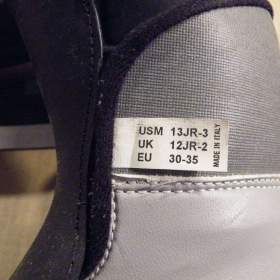 USM 13JR-3
UK 12JR-2
EU 30-35
MADE IN ITALY